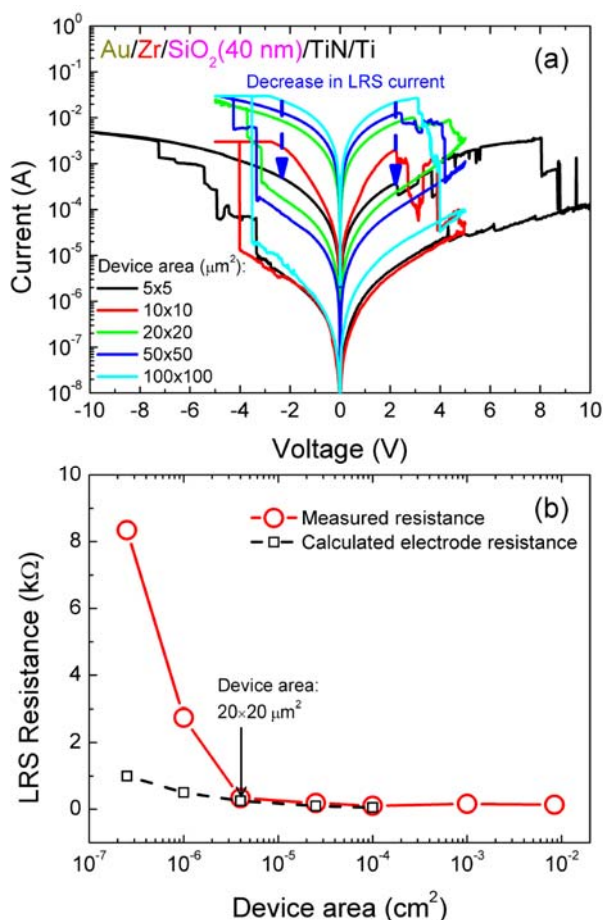 10⁰
10⁻¹
10⁻²
10⁻³
10⁻⁴
10⁻⁵
10⁻⁶
10⁻⁷
10⁻⁸
Current (A)
Au/Zr/SiO₂(40 nm)/TiN/Ti (a)
Decrease in LRS current
Device area (μm²):
5x5
10x10
20x20
50x50
100x100
-10 -8 -6 -4 -2 0 2 4 6 8 10
Voltage (V)
10
8
6
4
2
0
LRS Resistance (kΩ)
(b)
Measured resistance
Calculated electrode resistance
Device area:
20×20 μm²
10⁻⁷ 10⁻⁶ 10⁻⁵ 10⁻⁴ 10⁻³ 10⁻²
Device area (cm²)